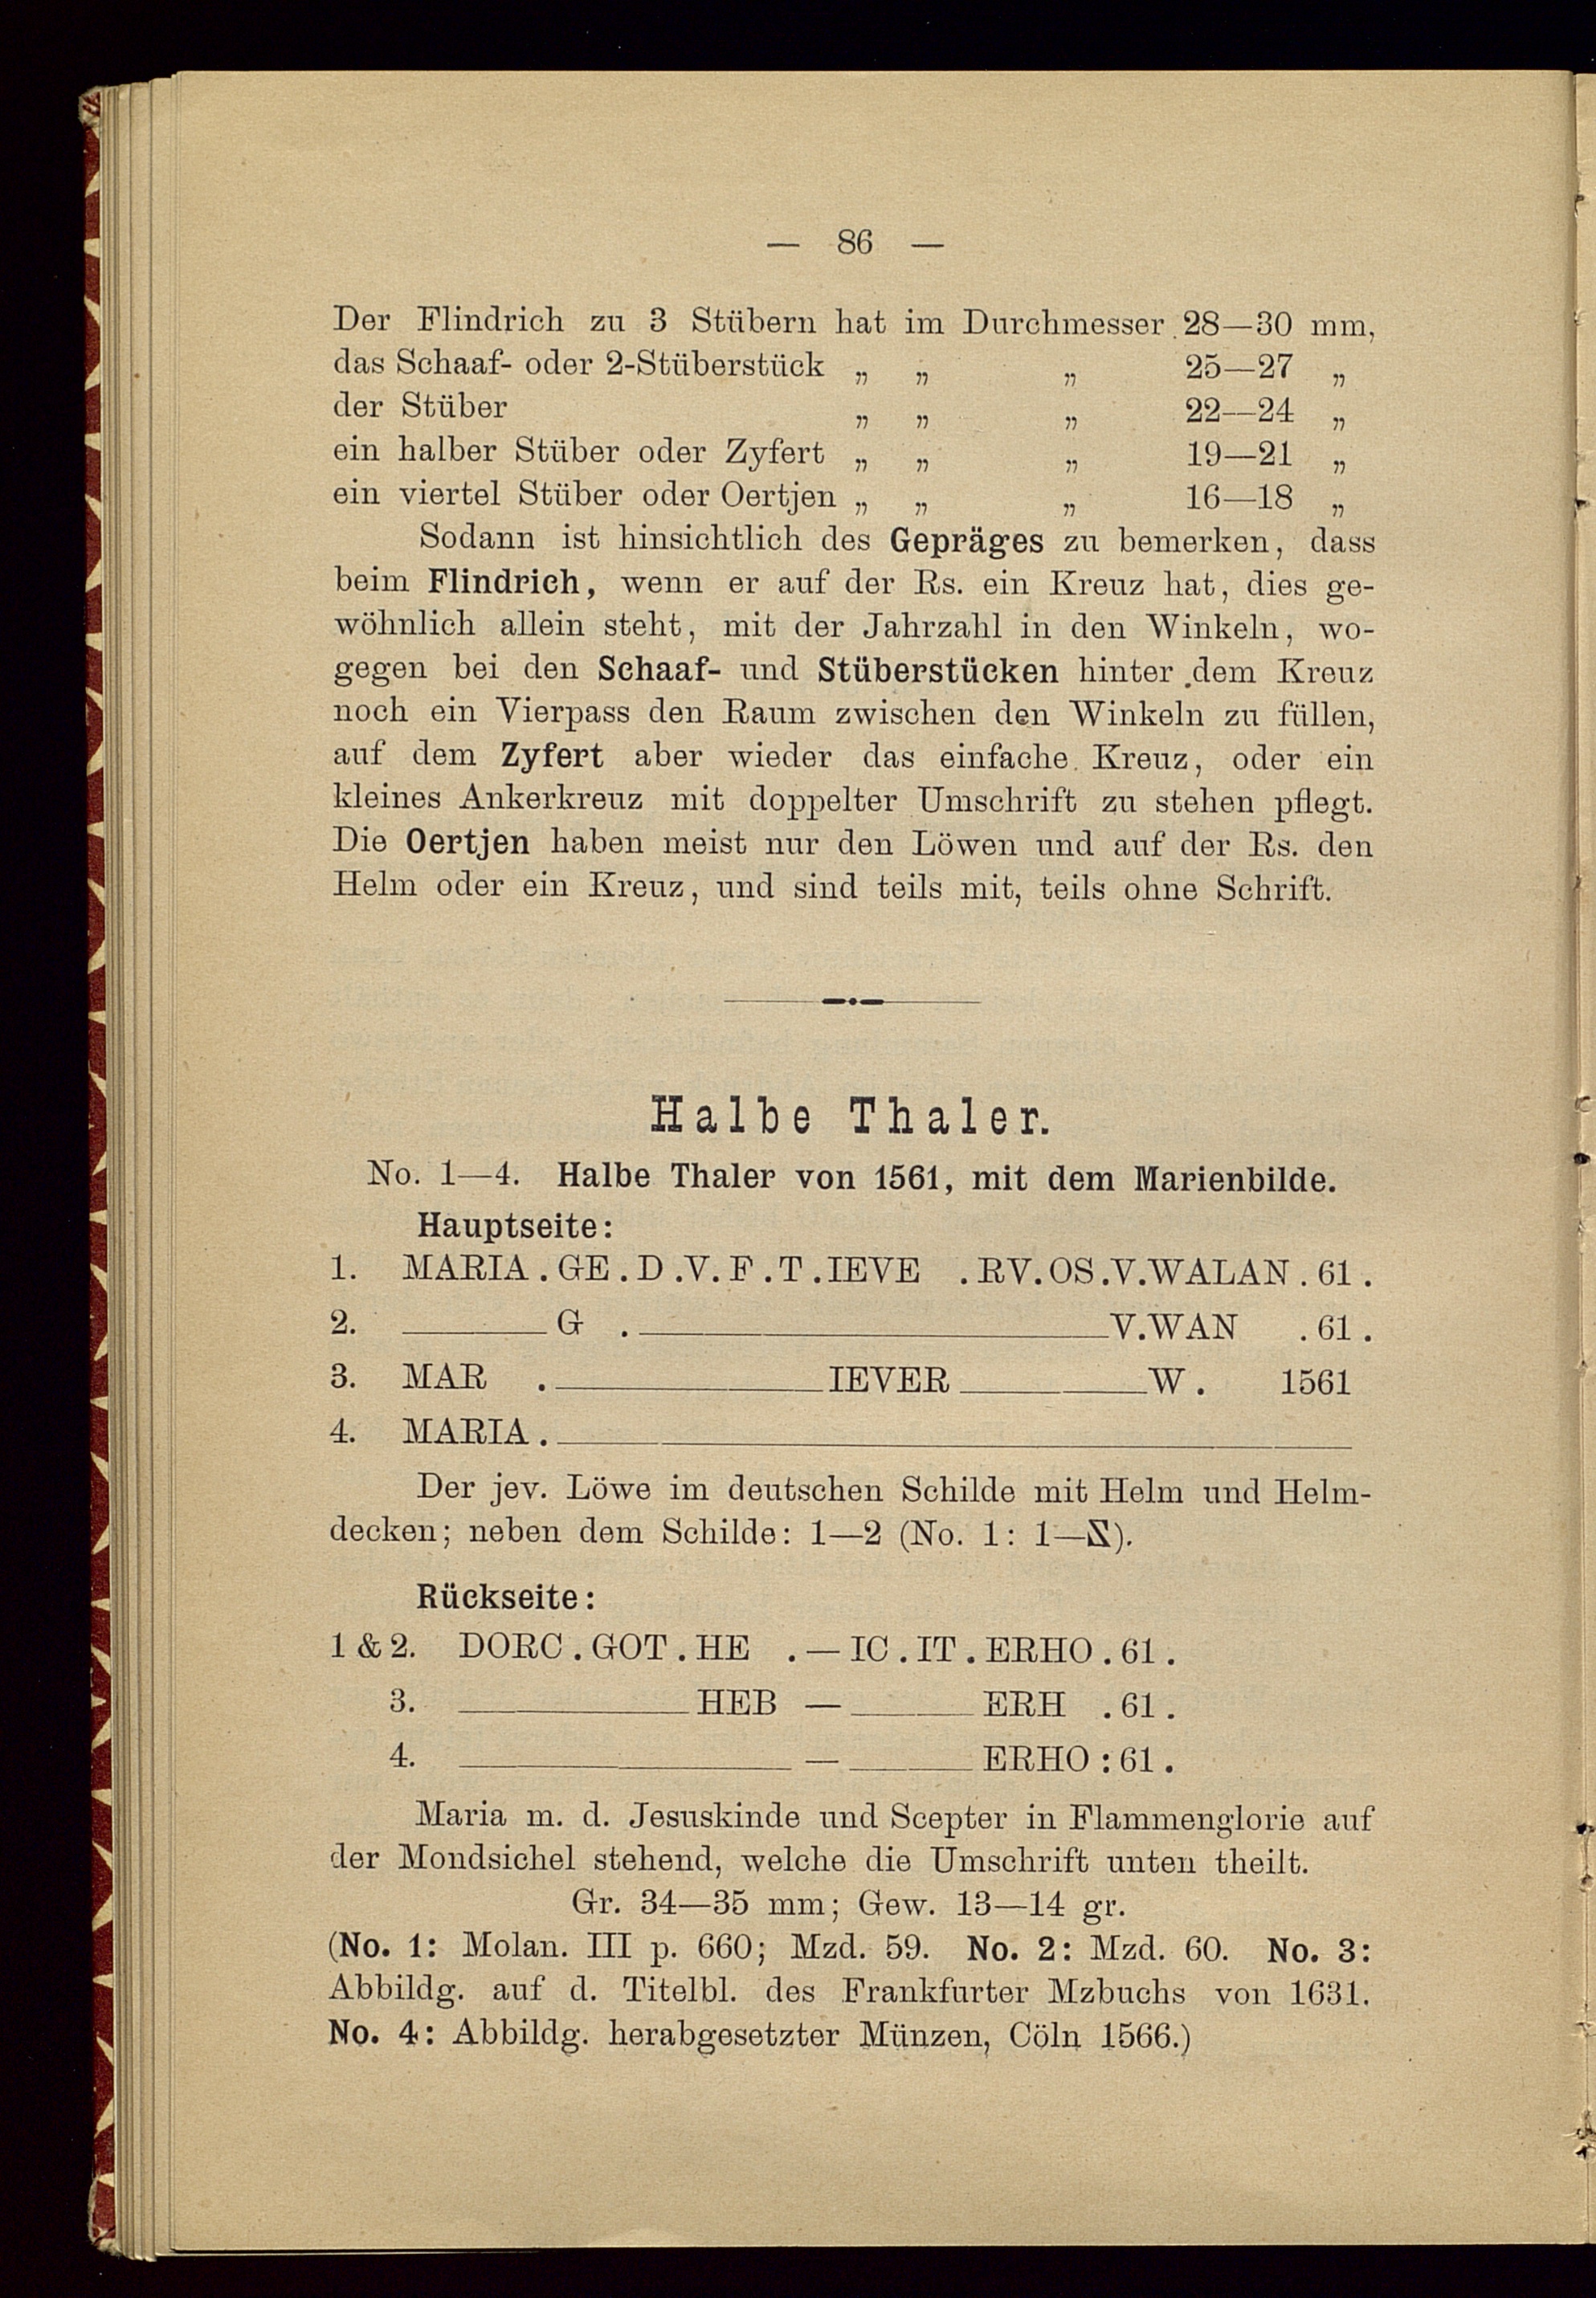 — 86 —
Der Flindrich zu 3 Stübern hat im Durchmesser 28—30 mm,
das Schaaf- oder 2-Stüberstück „ „ „ 25—27 „
der Stüber „ „ „ 22—24 „
ein halber Stüber oder Zyfert „ „ „ 19—21 „
ein viertel Stüber oder Oertjen „ „ „ 16—18 „
Sodann ist hinsichtlich des Gepräges zu bemerken, dass
beim Flindrich, wenn er auf der Rs. ein Kreuz hat, dies ge-
wöhnlich allein steht, mit der Jahrzahl in den Winkeln, wo-
gegen bei den Schaaf- und Stüberstücken hinter dem Kreuz
noch ein Vierpass den Raum zwischen den Winkeln zu füllen,
auf dem Zyfert aber wieder das einfache Kreuz, oder ein
kleines Ankerkreuz mit doppelter Umschrift zu stehen pflegt.
Die Oertjen haben meist nur den Löwen und auf der Rs. den
Helm oder ein Kreuz, und sind teils mit, teils ohne Schrift.
Halbe Thaler.
No. 1—4. Halbe Thaler von 1561, mit dem Marienbilde.
Hauptseite:
1. MARIA . GE . D . V . F . T . IEVE . RV . OS . V . WALAN . 61 .
2. ——— G . ——————— V.WAN . 61 .
3. MAR . ————— IEVER ———— W . 1561
4. MARIA . ————————————
Der jev. Löwe im deutschen Schilde mit Helm und Helm-
decken; neben dem Schilde: 1—2 (No. 1: 1—Ƨ).
Rückseite:
1 & 2. DORC . GOT . HE . — IC . IT . ERHO . 61 .
3. ———— HEB — ——— ERH . 61 .
4. —————— — ——— ERHO : 61 .
Maria m. d. Jesuskinde und Scepter in Flammenglorie auf
der Mondsichel stehend, welche die Umschrift unten theilt.
Gr. 34—35 mm; Gew. 13—14 gr.
(No. 1: Molan. III p. 660; Mzd. 59. No. 2: Mzd. 60. No. 3:
Abbildg. auf d. Titelbl. des Frankfurter Mzbuchs von 1631.
No. 4: Abbildg. herabgesetzter Münzen, Cöln 1566.)